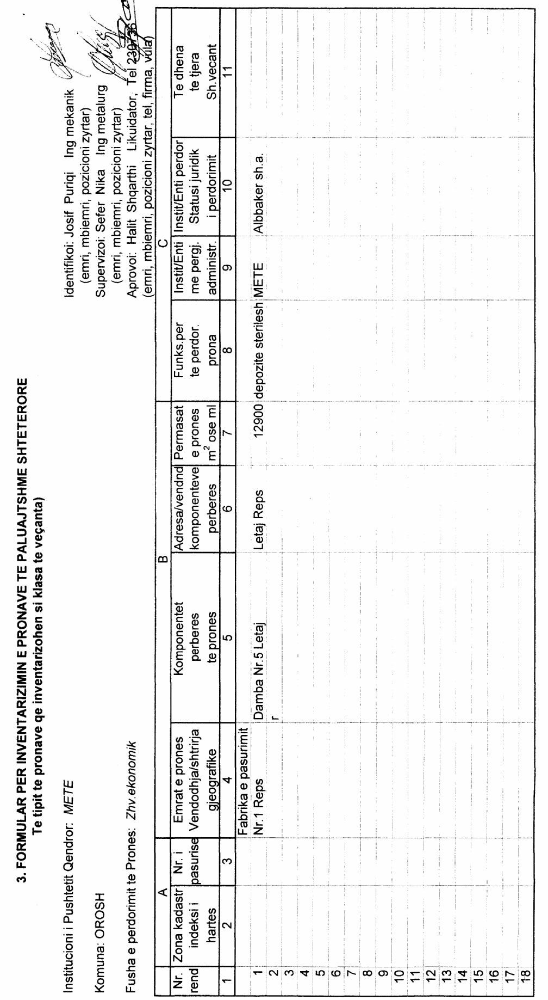 3. FORMULAR PER INVENTARIZIMIN E PRONAVE TE PALUAJTSHME SHTETERORE
Te tipit te pronave qe inventarizohen si klasa te veçanta)
Institucioni i Pushtetit Qendror: METE
Komuna: OROSH
Fusha e perdorimit te Prones: Zhv.ekonomik
Identifikoi: Josif Puriqi Ing mekanik
(emri, mbiemri, pozicioni zyrtar)
Supervizoi: Sefer Nika Ing metalurg
(emri, mbiemri, pozicioni zyrtar)
Aprovoi: Halit Shqarthi Likuidator, Tel 230736
(emri, mbiemri, pozicioni zyrtar, tel, firma, vula)
A B C
Nr. Zona kadastr Nr. i Emrat e prones Komponentet Adresa/vendnd Permasat Funks.per Instit/Enti Instit/Enti perdor Te dhena
rend indeksi i pasurise Vendodhja/shtrirja perberes komponenteve e prones te perdor. me pergj. Statusi juridik te tjera
hartes gjeografike te prones perberes m² ose ml prona administr. i perdorimit Sh.vecant
1 2 3 4 5 6 7 8 9 10 11
Fabrika e pasurimit
1 Nr.1 Reps Damba Nr.5 Letaj Letaj Reps 12900 depozite sterilesh METE Albbaker sh.a.
2 r
3
4
5
6
7
8
9
10
11
12
13
14
15
16
17
18